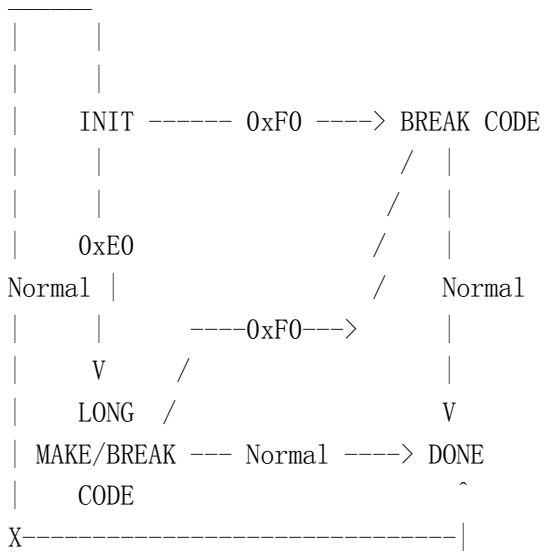 INIT ------ 0xF0 ----> BREAK CODE
0xE0
Normal
Normal
----0xF0--->
V
LONG
V
MAKE/BREAK --- Normal ----> DONE
CODE
^
X-------------------------------|